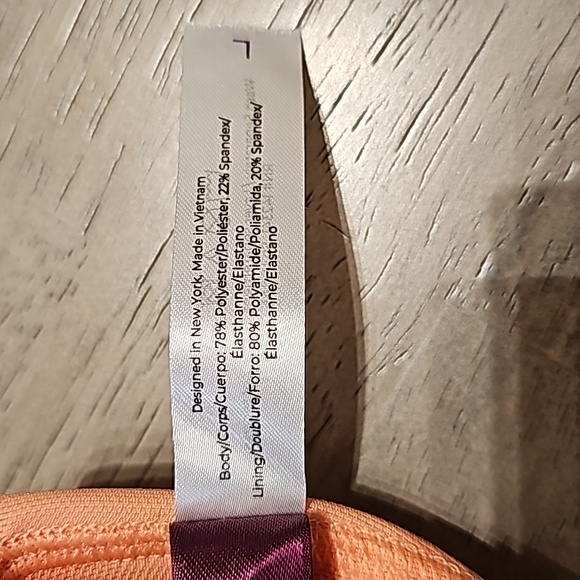 L
Designed in New York, Made in Vietnam
Body/Corps/Cuerpo: 78% Polyester/Poliéster, 22% Spandex/
Élasthanne/Elastano
Lining/Doublure/Forro: 80% Polyamide/Poliamida, 20% Spandex/
Élasthanne/Elastano